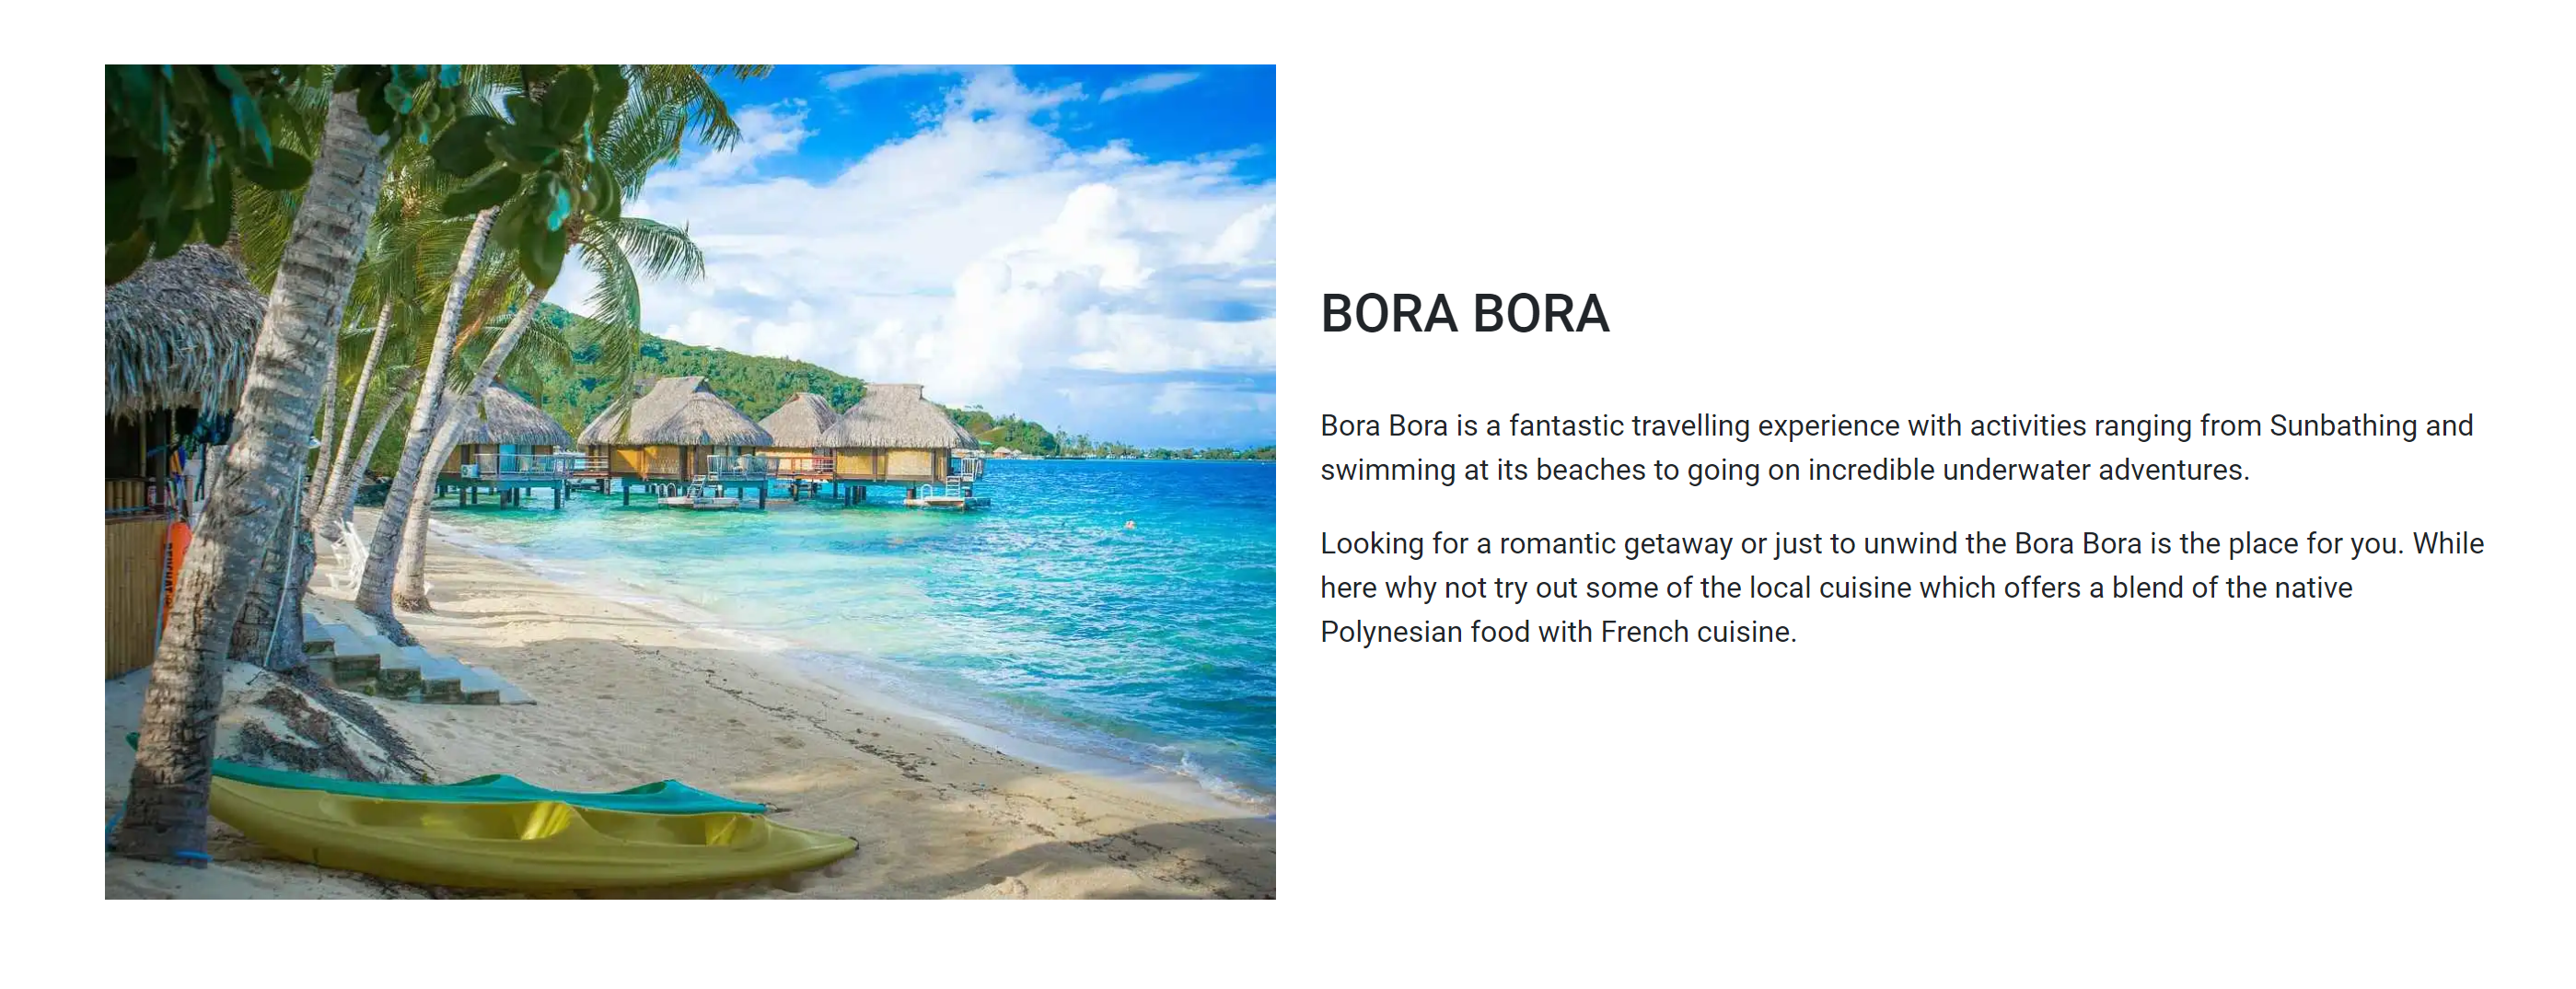 BORA BORA
Bora Bora is a fantastic travelling experience with activities ranging from Sunbathing and
swimming at its beaches to going on incredible underwater adventures.
Looking for a romantic getaway or just to unwind the Bora Bora is the place for you. While
here why not try out some of the local cuisine which offers a blend of the native
Polynesian food with French cuisine.